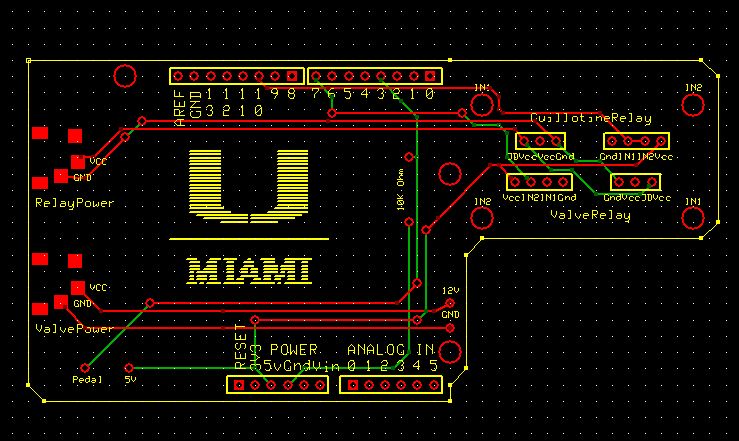 AREF
GND
1 1 1 1 9 8
3 2 1 0
7 6 5 4 3 2 1 0
IN1
IN2
CuillotineRelay
JDVccVccGnd
GndIN1IN2Vcc
VCC
GND
RelayPower
10K Ohm
VccIN2IN1Gnd
GndVccJDVcc
IN2
ValveRelay
IN1
U
MIAMI
VCC
GND
ValvePower
12V
GND
RESET
3V3
POWER
5vGndVin
ANALOG IN
0 1 2 3 4 5
Pedal
5V